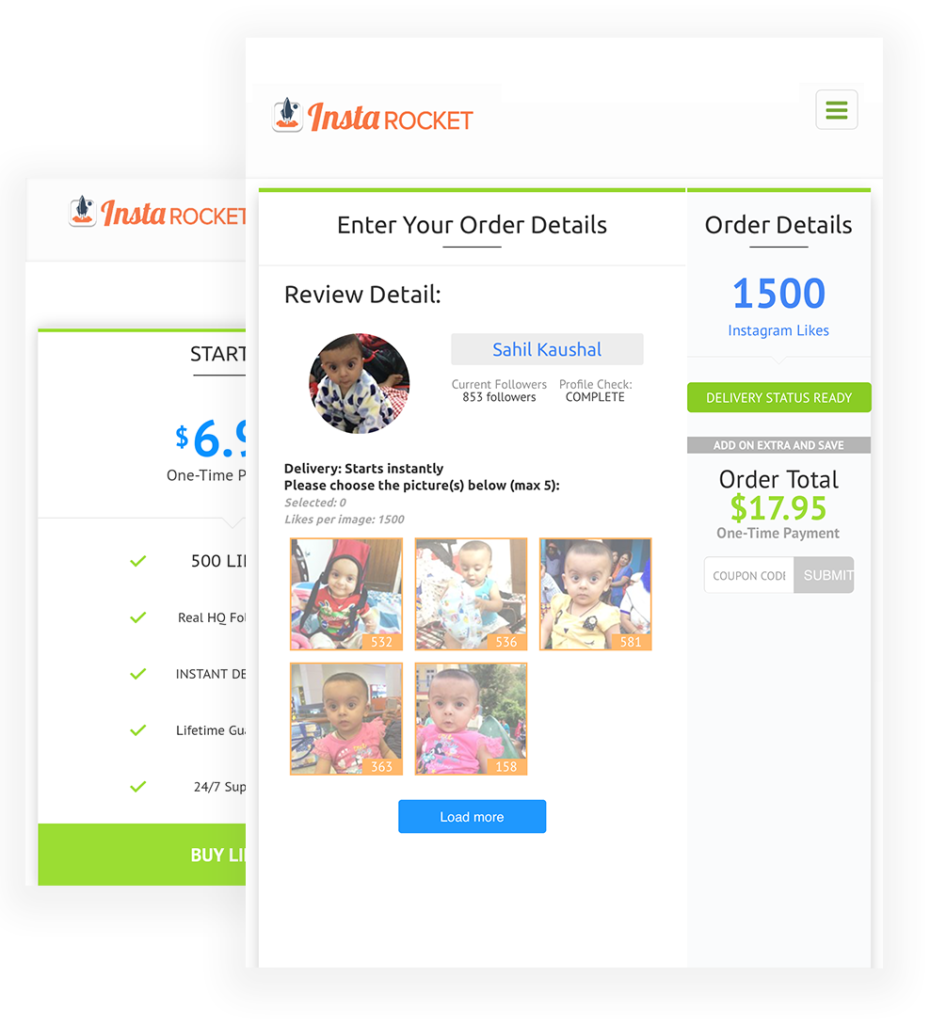 Insta ROCKET
Enter Your Order Details
Review Detail:
Sahil Kaushal
Current Followers
853 followers
Profile Check:
COMPLETE
Delivery: Starts instantly
Please choose the picture(s) below (max 5):
Selected: 0
Likes per image: 1500
532
536
581
363
158
Load more
Order Details
1500
Instagram Likes
DELIVERY STATUS READY
ADD ON EXTRA AND SAVE
Order Total
$17.95
One-Time Payment
COUPON CODE
SUBMIT
Insta ROCKET
START
$6.9
One-Time P
500 LI
Real HQ Fo
INSTANT DE
Lifetime Gu
24/7 Sup
BUY LI